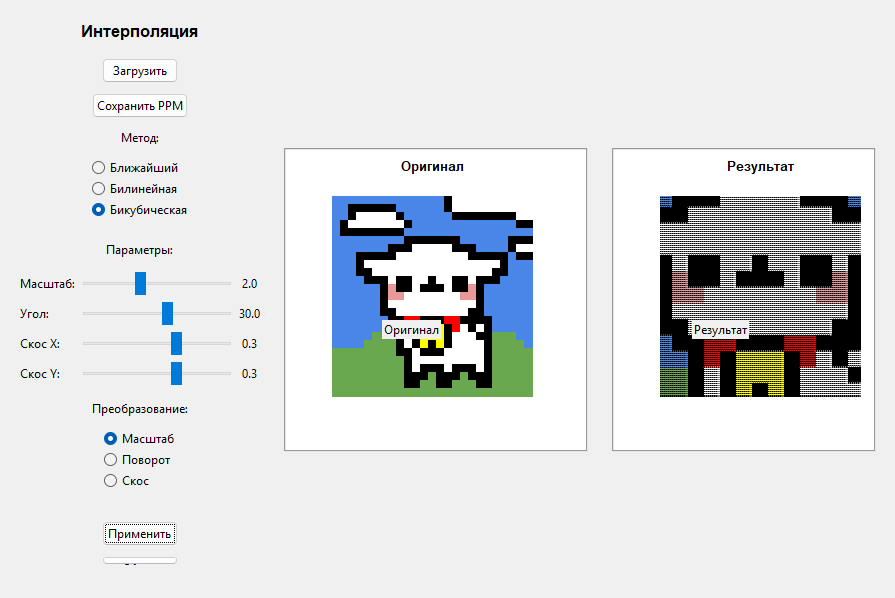 Интерполяция
Загрузить
Сохранить PPM
Метод:
Ближайший
Билинейная
Бикубическая
Параметры:
Масштаб: 2.0
Угол: 30.0
Скос X: 0.3
Скос Y: 0.3
Преобразование:
Масштаб
Поворот
Скос
Применить
Оригинал
Оригинал
Результат
Результат